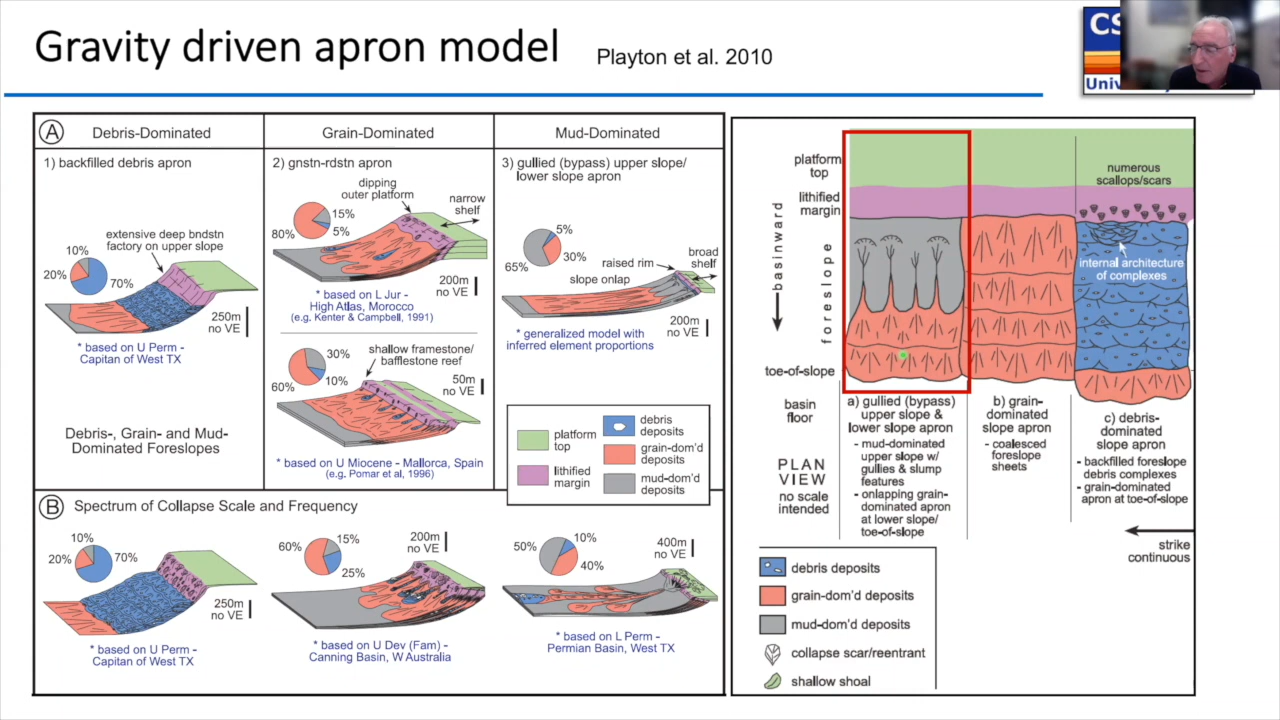 Gravity driven apron model
Playton et al. 2010
CS
Univ
A
Debris-Dominated
Grain-Dominated
Mud-Dominated
1) backfilled debris apron
10%
20%
70%
extensive deep bndstn
factory on upper slope
250m
no VE
* based on U Perm -
Capitan of West TX
Debris-, Grain- and Mud-
Dominated Foreslopes
2) gnstn-rdstn apron
dipping
outer platform
narrow
shelf
15%
5%
80%
200m
no VE
* based on L Jur -
High Atlas, Morocco
(e.g. Kenter & Campbell, 1991)
30%
10%
60%
shallow framestone/
bafflestone reef
50m
no VE
* based on U Miocene - Mallorca, Spain
(e.g. Pomar et al, 1996)
3) gullied (bypass) upper slope/
lower slope apron
5%
30%
65%
raised rim
broad
shelf
slope onlap
200m
no VE
* generalized model with
inferred element proportions
platform
top
lithified
margin
debris
deposits
grain-dom'd
deposits
mud-dom'd
deposits
B
Spectrum of Collapse Scale and Frequency
10%
20%
70%
250m
no VE
* based on U Perm -
Capitan of West TX
60%
15%
25%
200m
no VE
* based on U Dev (Fam) -
Canning Basin, W Australia
50%
10%
40%
400m
no VE
* based on L Perm -
Permian Basin, West TX
platform
top
lithified
margin
basinward
foreslope
toe-of-slope
basin
floor
PLAN
VIEW
no scale
intended
numerous
scallops/scars
internal architecture
of complexes
a) gullied (bypass)
upper slope &
lower slope apron
- mud-dominated
upper slope w/
gullies & slump
features
- onlapping grain-
dominated apron
at lower slope/
toe-of-slope
b) grain-
dominated
slope apron
- coalesced
foreslope
sheets
c) debris-
dominated
slope apron
- backfilled foreslope
debris complexes
- grain-dominated
apron at toe-of-slope
strike
continuous
debris deposits
grain-dom'd deposits
mud-dom'd deposits
collapse scar/reentrant
shallow shoal